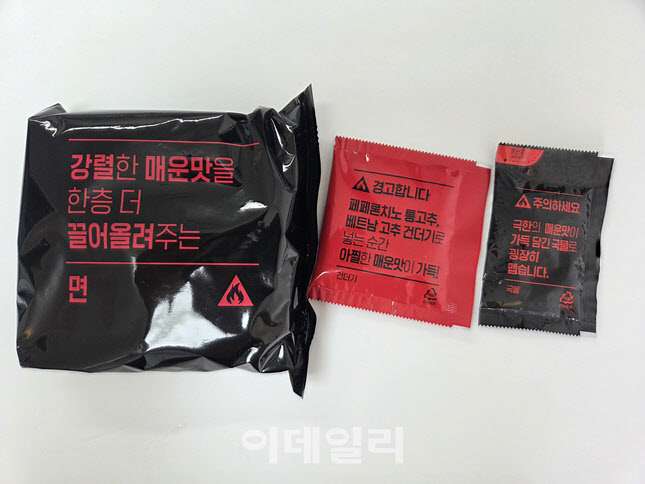 강렬한 매운맛을
한층 더
끌어올려주는
면
경고합니다
페페론치노 통고추,
베트남 고추 건더기로
넣는 순간
아찔한 매운맛이 가득!
건더기
주의하세요
극한의 매운맛이
가득 담긴 국물로
굉장히
맵습니다.
국물
이데일리